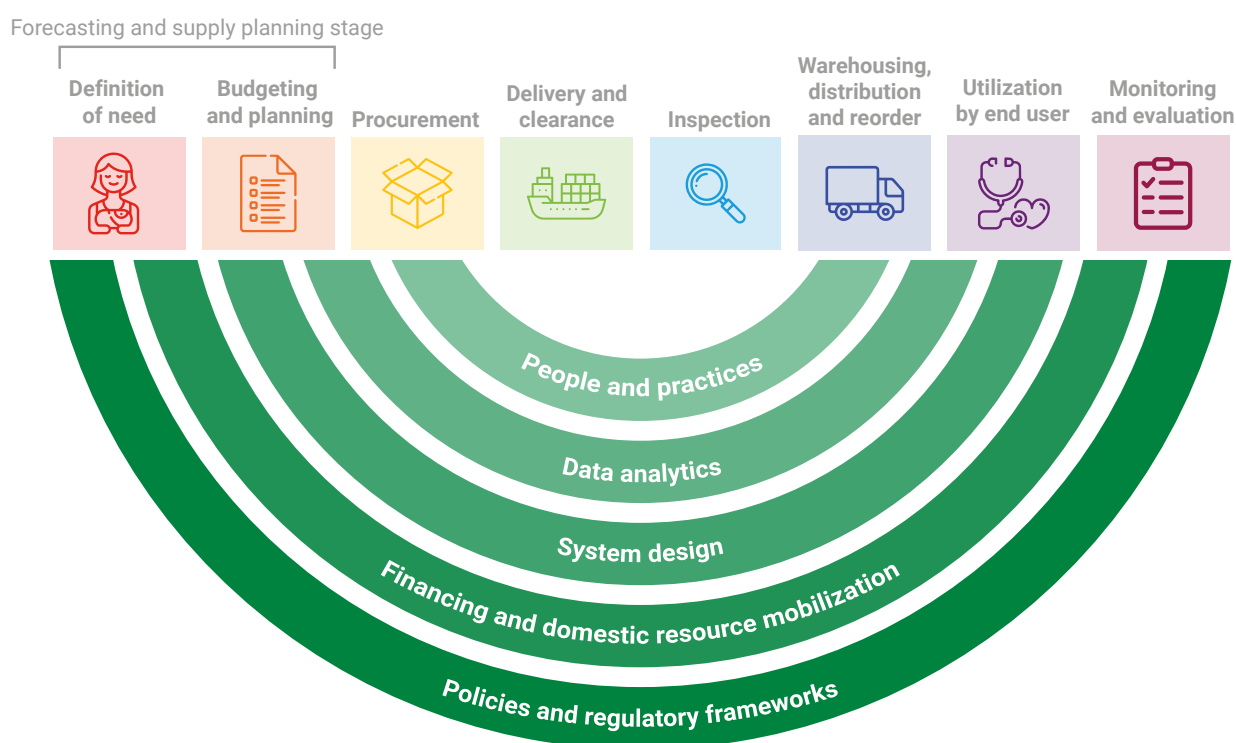 Forecasting and supply planning stage
Definition
of need
Budgeting
and planning
Procurement
Delivery and
clearance
Inspection
Warehousing,
distribution
and reorder
Utilization
by end user
Monitoring
and evaluation
People and practices
Data analytics
System design
Financing and domestic resource mobilization
Policies and regulatory frameworks